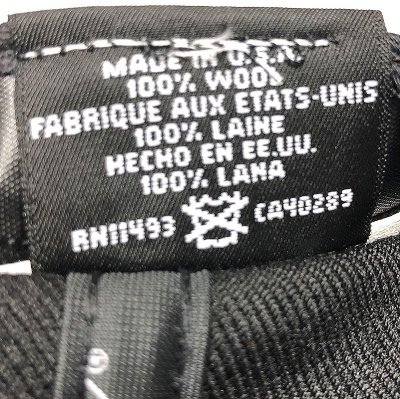 MADE IN U.S.A.
100% WOOL
FABRIQUE AUX ETATS-UNIS
100% LAINE
HECHO EN EE.UU.
100% LANA
RN11493 CA40289